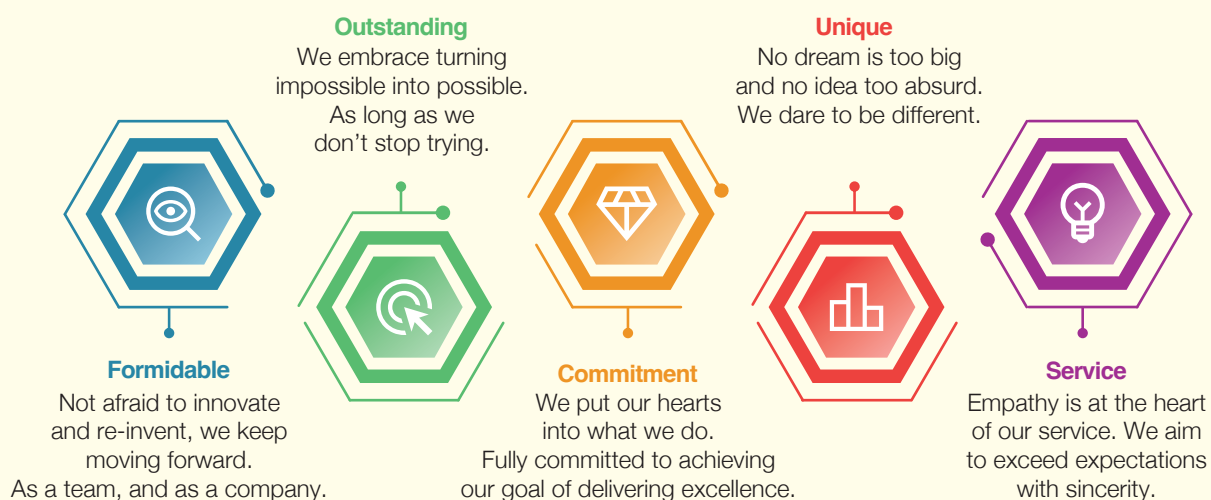 Formidable
Not afraid to innovate
and re-invent, we keep
moving forward.
As a team, and as a company.
Outstanding
We embrace turning
impossible into possible.
As long as we
don’t stop trying.
Commitment
We put our hearts
into what we do.
Fully committed to achieving
our goal of delivering excellence.
Unique
No dream is too big
and no idea too absurd.
We dare to be different.
Service
Empathy is at the heart
of our service. We aim
to exceed expectations
with sincerity.